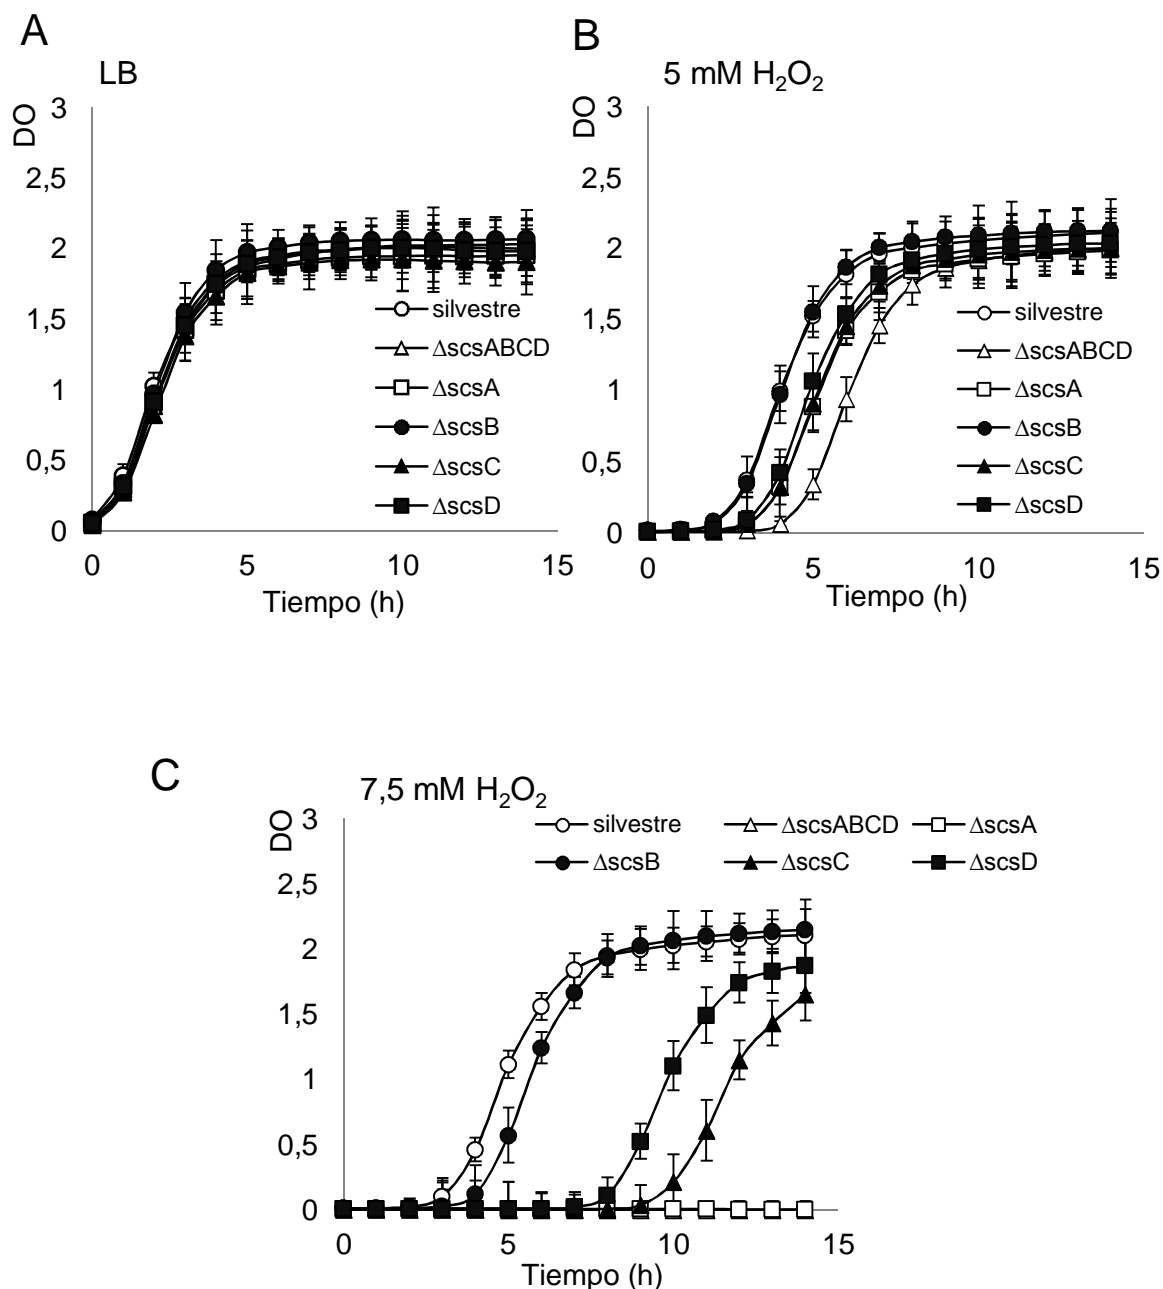 A
LB
DO
3
2,5
2
1,5
1
0,5
0
0
5
10
15
Tiempo (h)
silvestre
ΔscsABCD
ΔscsA
ΔscsB
ΔscsC
ΔscsD
B
5 mM H₂O₂
DO
3
2,5
2
1,5
1
0,5
0
0
5
10
15
Tiempo (h)
silvestre
ΔscsABCD
ΔscsA
ΔscsB
ΔscsC
ΔscsD
C
7,5 mM H₂O₂
DO
3
2,5
2
1,5
1
0,5
0
0
5
10
15
Tiempo (h)
silvestre ΔscsABCD ΔscsA
ΔscsB ΔscsC ΔscsD